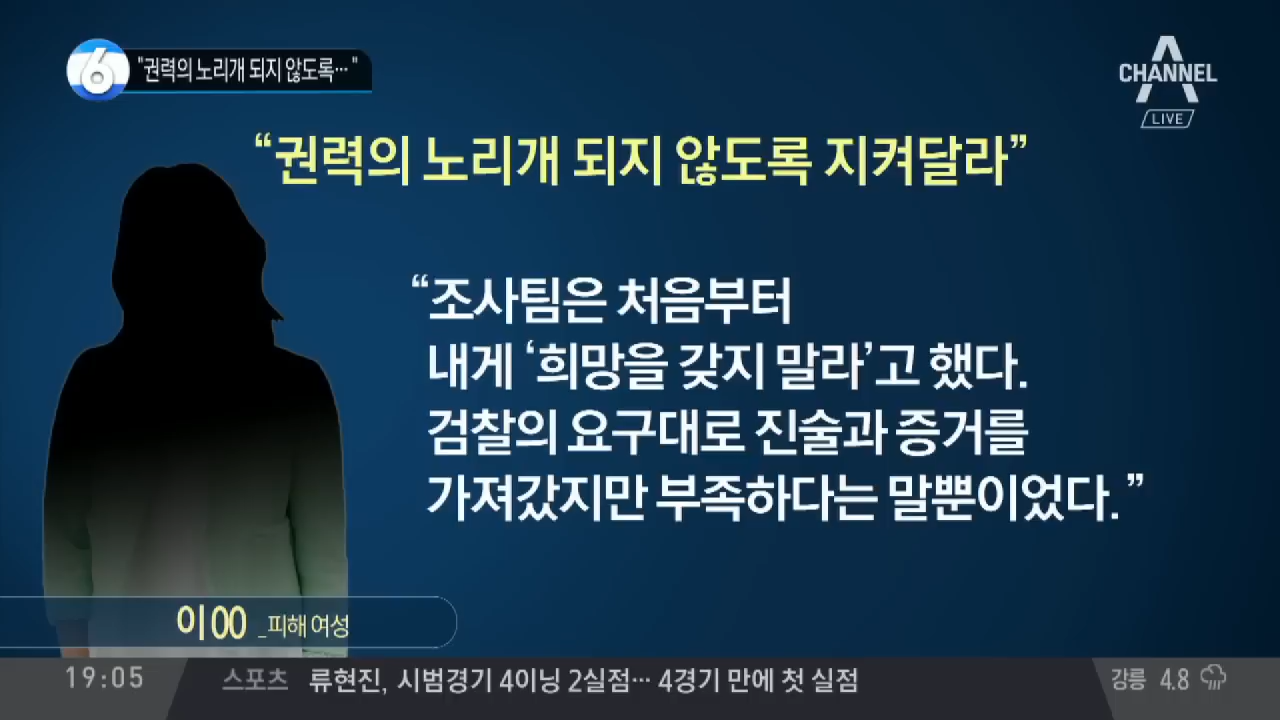 6 "권력의 노리개 되지 않도록…"
CHANNEL A
LIVE
“권력의 노리개 되지 않도록 지켜달라”
“조사팀은 처음부터
내게 ‘희망을 갖지 말라’고 했다.
검찰의 요구대로 진술과 증거를
가져갔지만 부족하다는 말뿐이었다.”
이OO _피해 여성
19:05 스포츠 류현진, 시범경기 4이닝 2실점… 4경기 만에 첫 실점 강릉 4.8